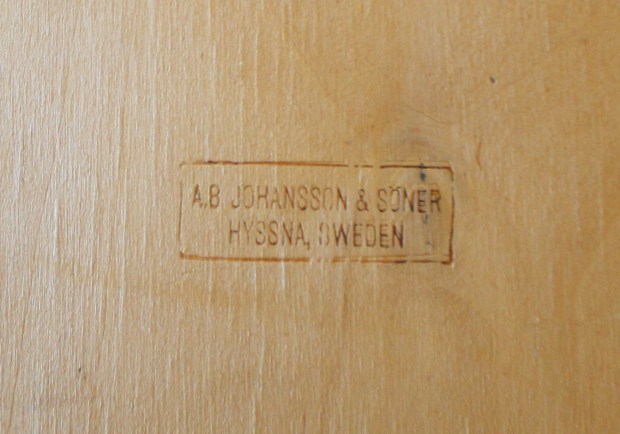 A.B. JOHANSSON & SÖNER
HYSSNA, SWEDEN